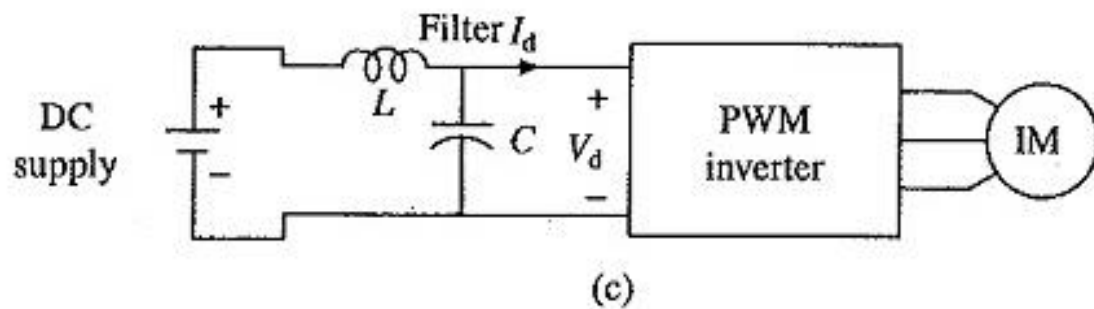 Filter I_d
DC supply
+
−
L
C
+
V_d
−
PWM inverter
IM
(c)